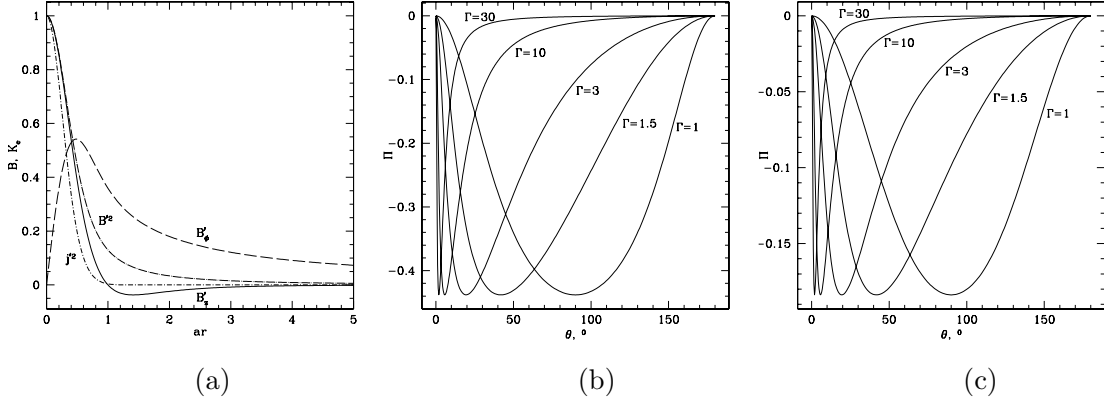 1
0.8
0.6
0.4
0.2
0
B, Kₑ
B'²
B'_φ
j'²
B'_z
0 1 2 3 4 5
ar
(a)
0
−0.1
−0.2
−0.3
−0.4
Π
Γ=30
Γ=10
Γ=3
Γ=1.5
Γ=1
0 50 100 150
θ, °
(b)
0
−0.05
−0.1
−0.15
Π
Γ=30
Γ=10
Γ=3
Γ=1.5
Γ=1
0 50 100 150
θ, °
(c)